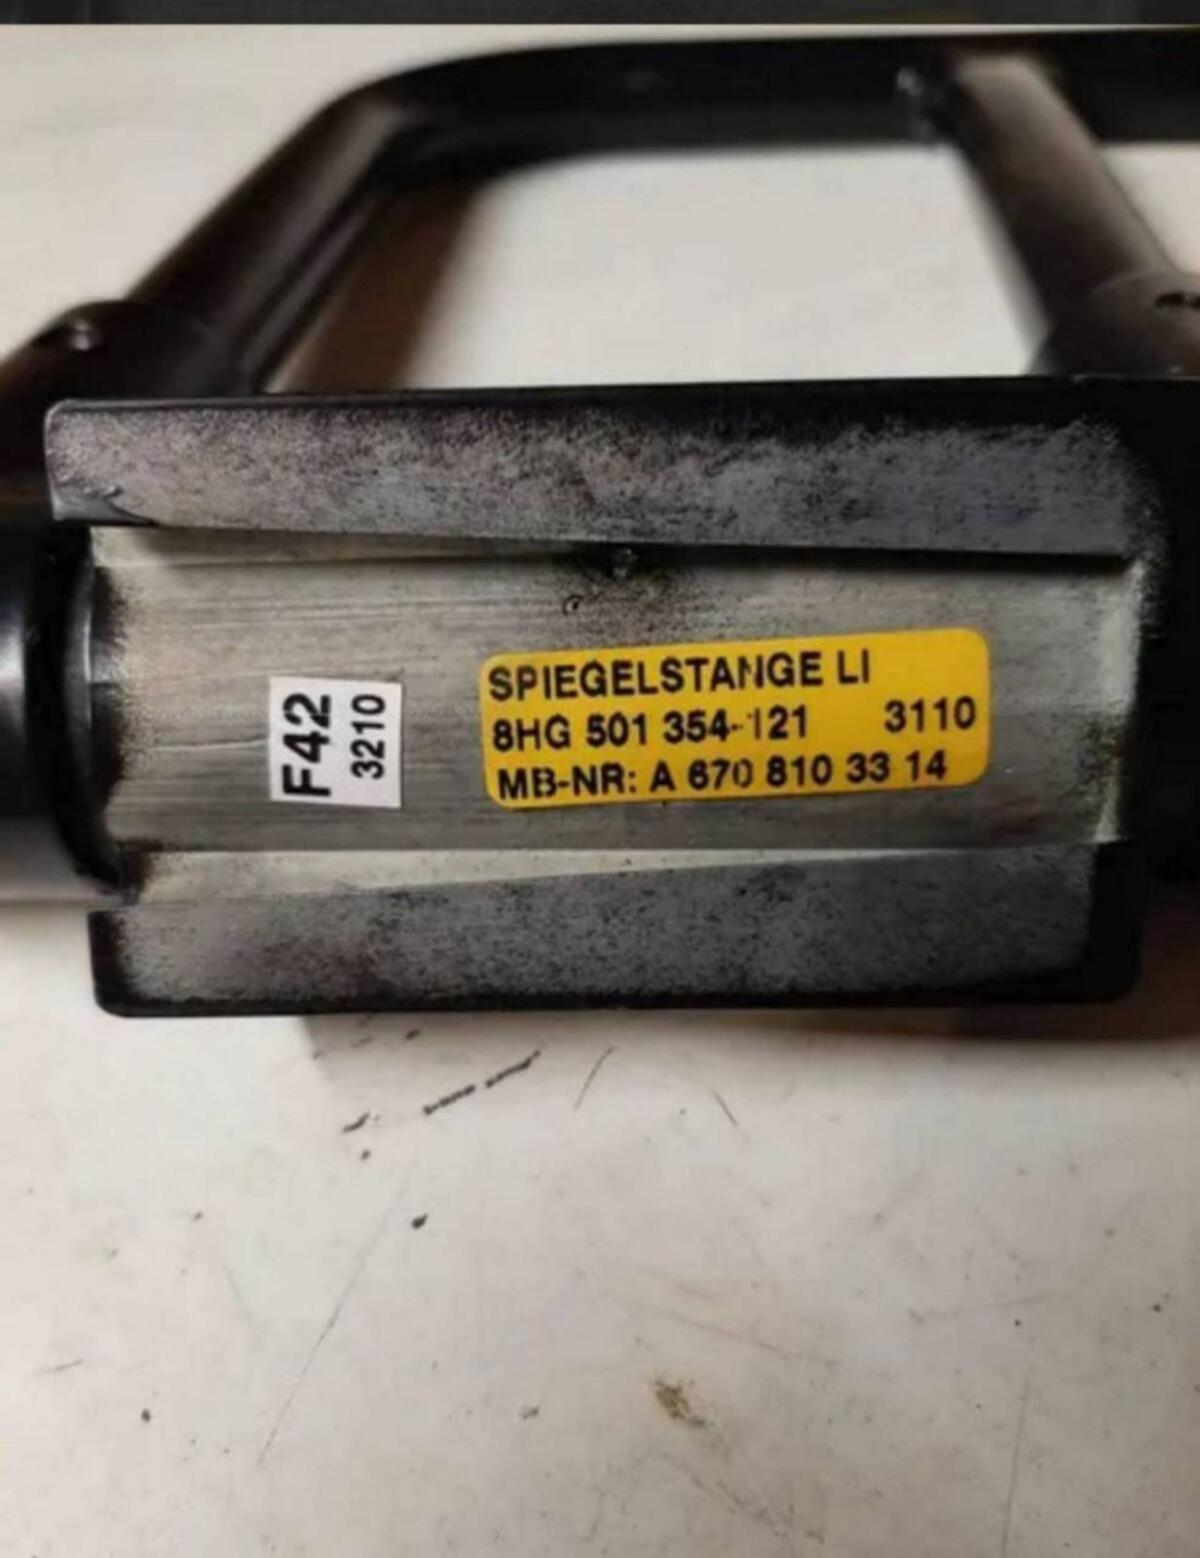 F42
3210
SPIEGELSTANGE LI
8HG 501 354-121 3110
MB-NR: A 670 810 33 14